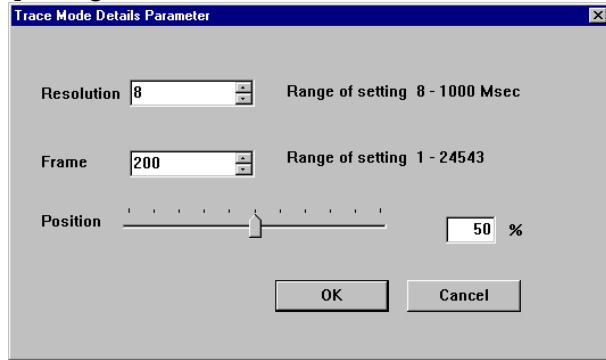 Trace Mode Details Parameter
Resolution 8 Range of setting 8 - 1000 Msec
Frame 200 Range of setting 1 - 24543
Position 50 %
OK Cancel